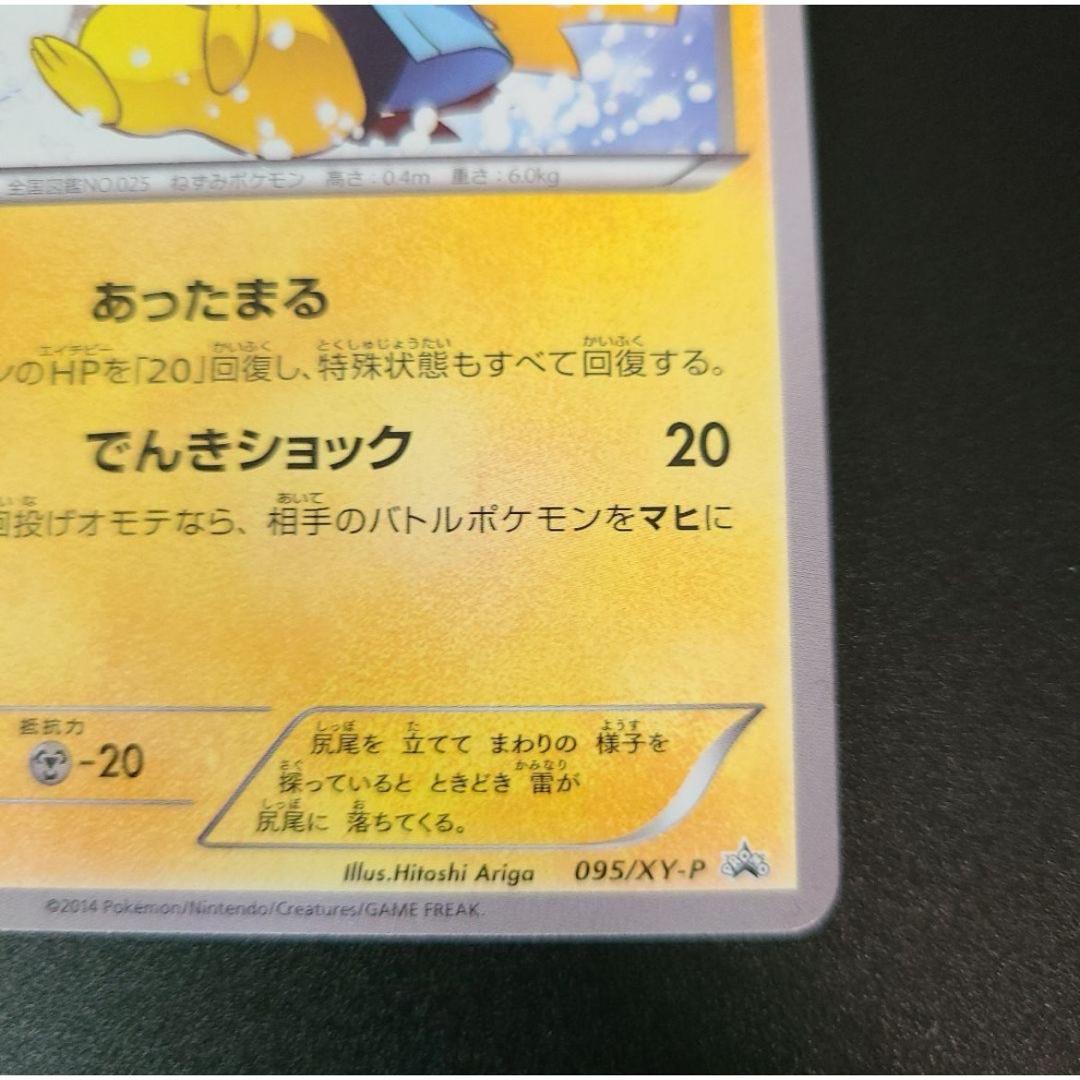 全国図鑑NO.025 ねずみポケモン 高さ:0.4m 重さ:6.0kg
あったまる
ンのHPを「20」回復し、特殊状態もすべて回復する。
でんきショック 20
回投げオモテなら、相手のバトルポケモンをマヒに
抵抗力
-20
尻尾を 立てて まわりの 様子を
探っていると ときどき 雷が
尻尾に 落ちてくる。
Illus.Hitoshi Ariga 095/XY-P
©2014 Pokémon/Nintendo/Creatures/GAME FREAK.